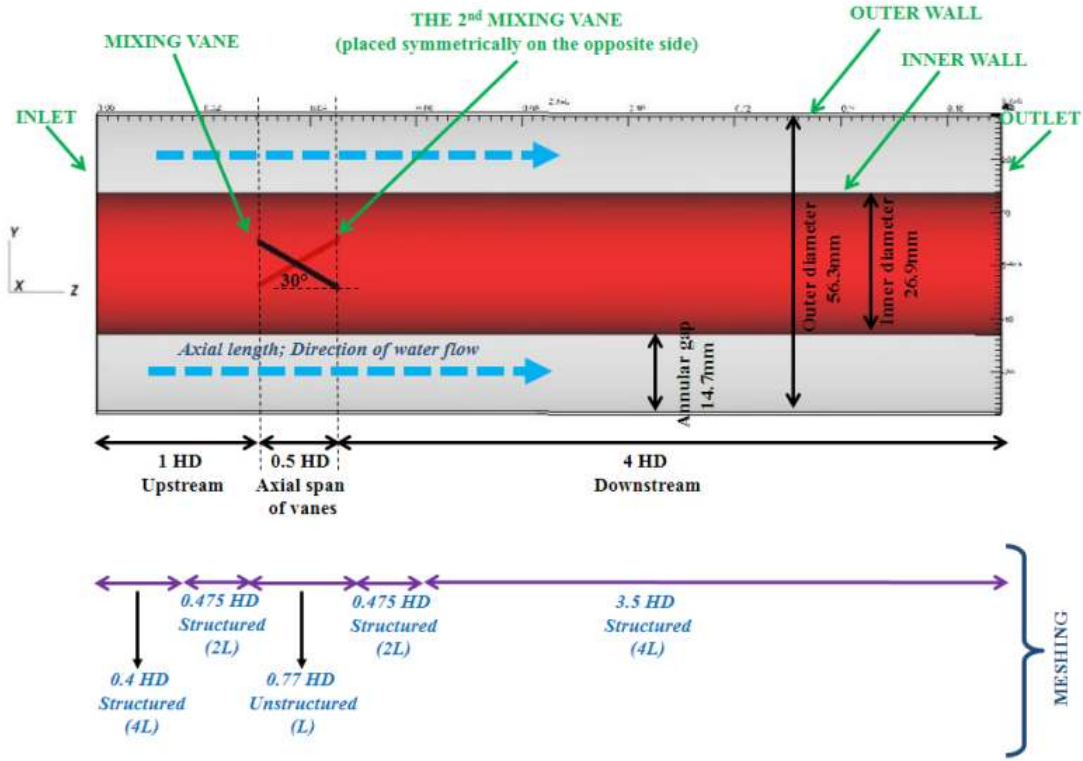 THE 2nd MIXING VANE
(placed symmetrically on the opposite side)
MIXING VANE
OUTER WALL
INNER WALL
INLET
OUTLET
Y
X
Z
30°
Outer diameter
56.3mm
Inner diameter
26.9mm
Axial length; Direction of water flow
Annular gap
14.7mm
1 HD
Upstream
0.5 HD
Axial span
of vanes
4 HD
Downstream
0.475 HD
Structured
(2L)
0.475 HD
Structured
(2L)
3.5 HD
Structured
(4L)
0.4 HD
Structured
(4L)
0.77 HD
Unstructured
(L)
MESHING